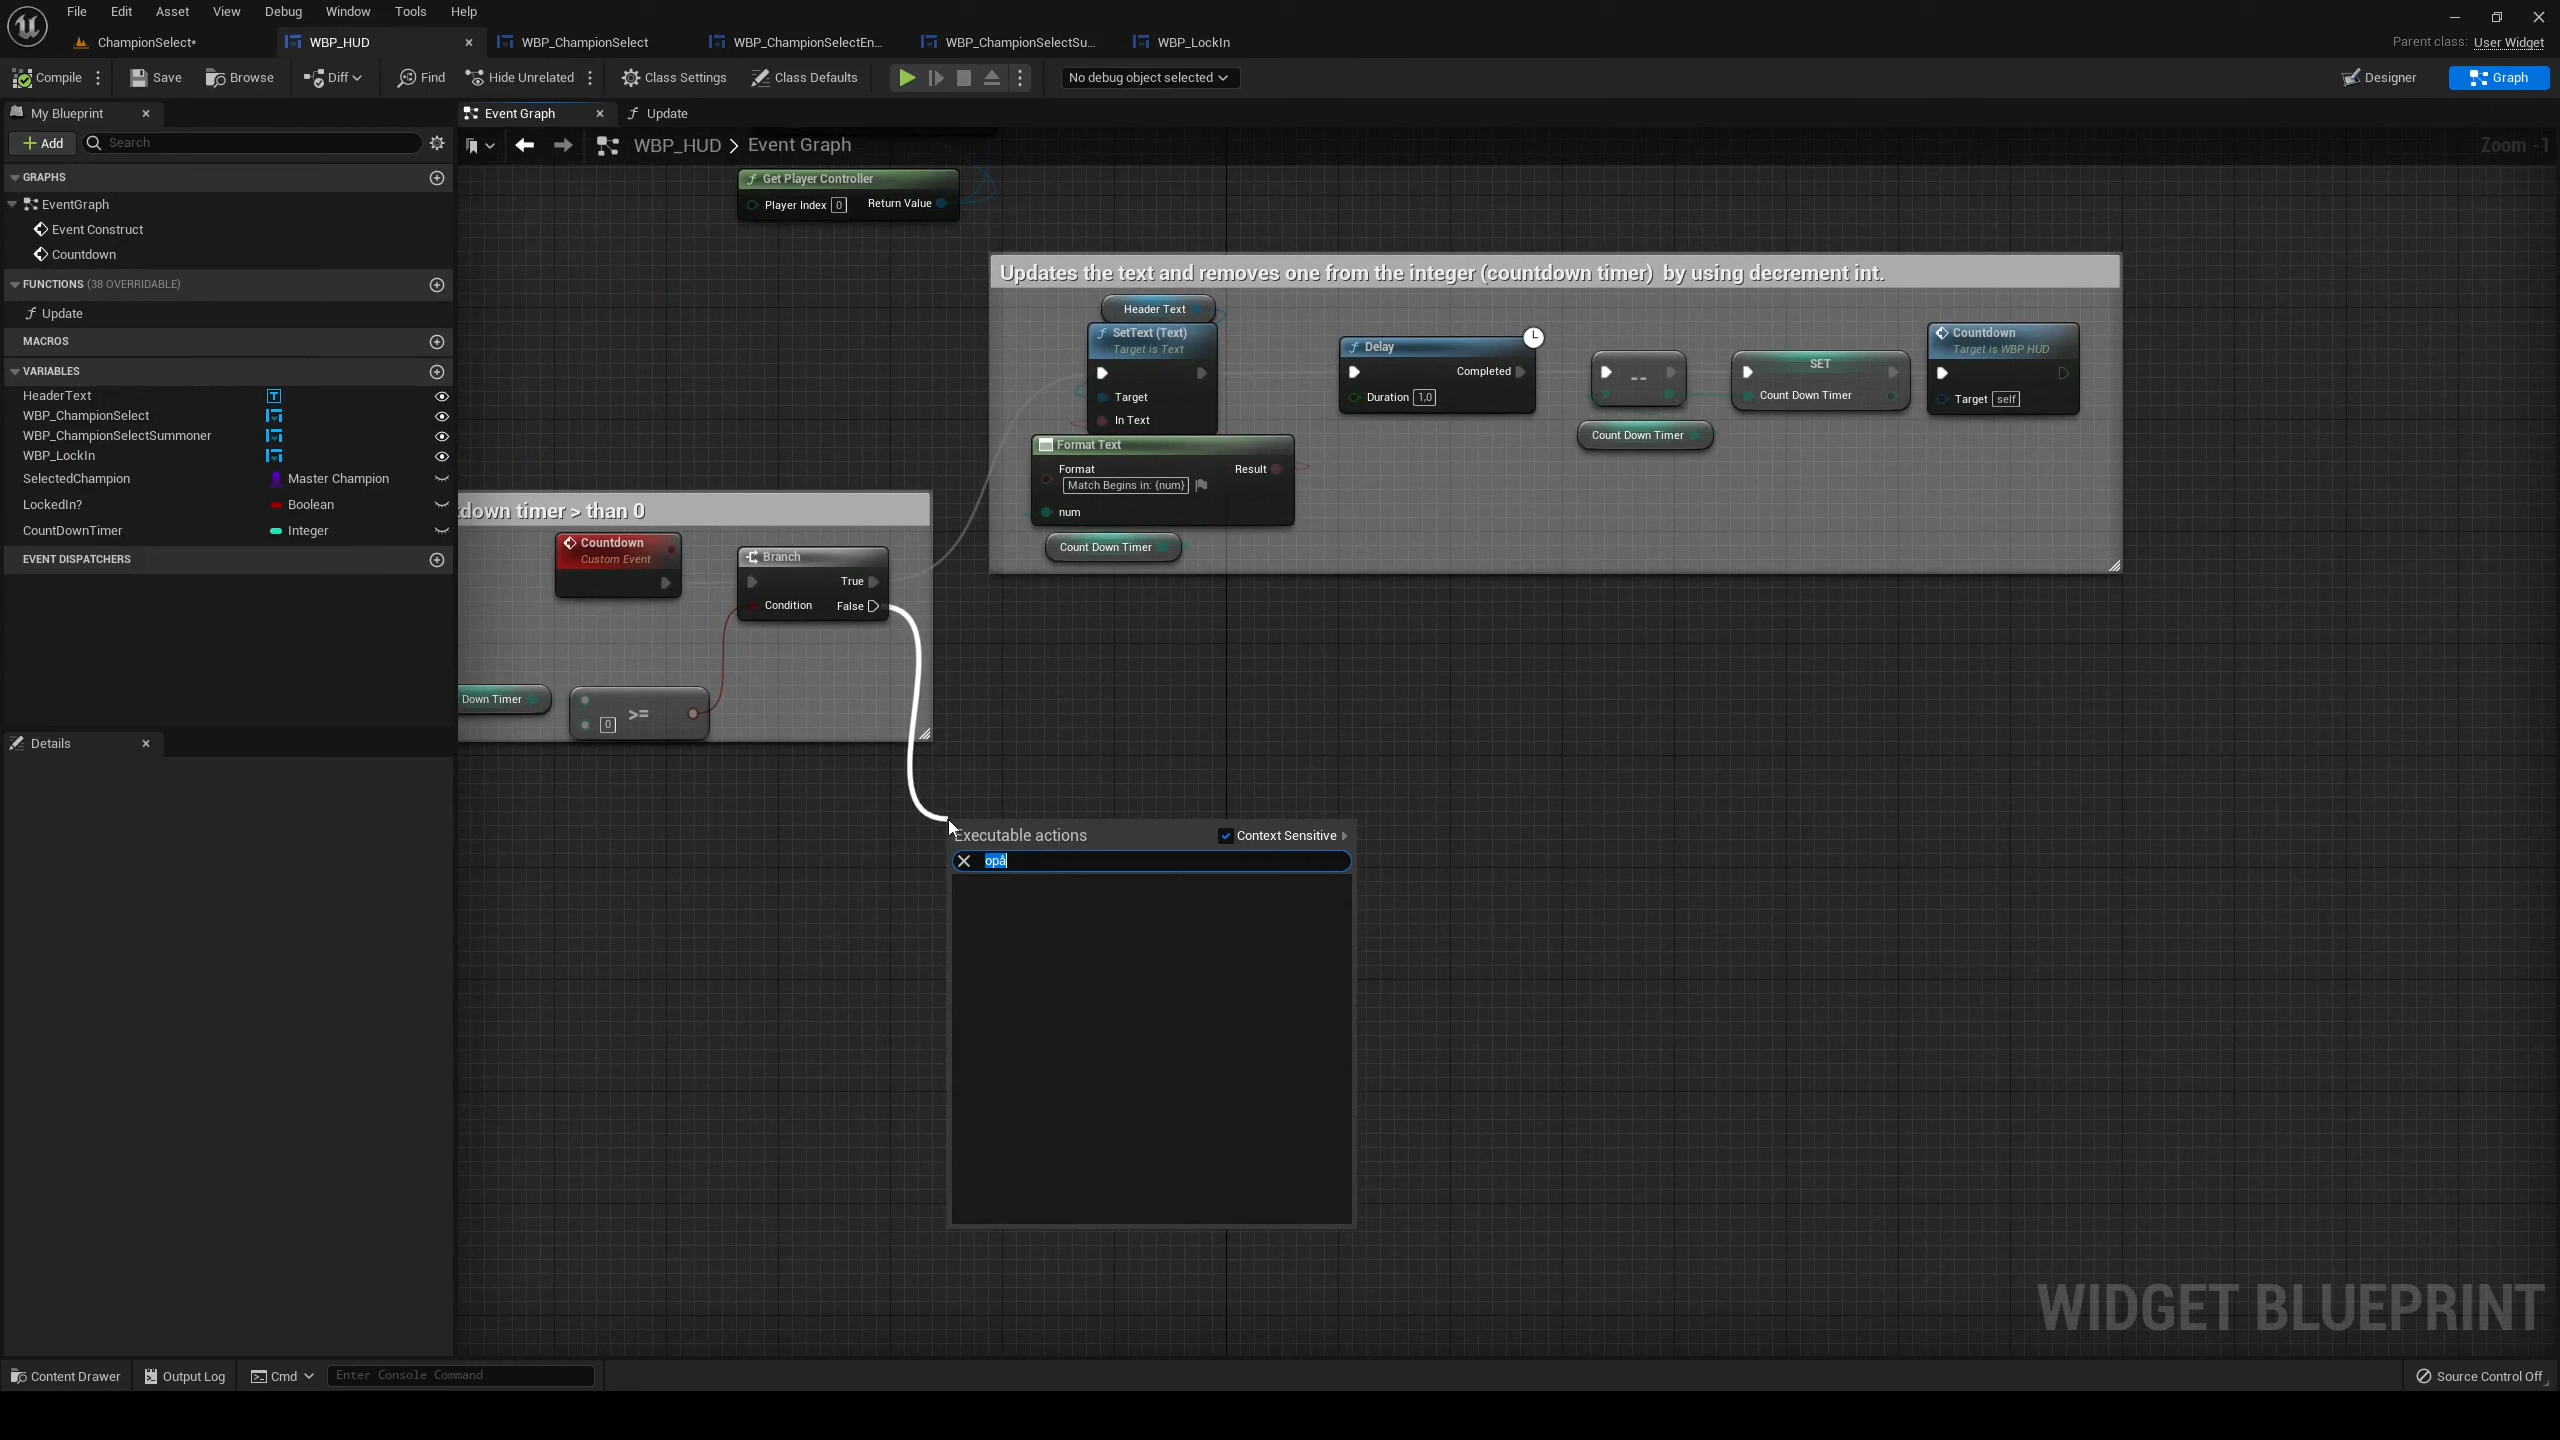 File Edit Asset View Debug Window Tools Help
ChampionSelect* WBP_HUD WBP_ChampionSelect WBP_ChampionSelectEn... WBP_ChampionSelectSu... WBP_LockIn
Parent class: User Widget
Compile Save Browse Diff Find Hide Unrelated Class Settings Class Defaults No debug object selected Designer Graph
My Blueprint
Event Graph Update
Add Search
WBP_HUD > Event Graph
Zoom -1
GRAPHS
EventGraph
Event Construct
Countdown
FUNCTIONS (38 OVERRIDABLE)
Update
MACROS
VARIABLES
HeaderText
WBP_ChampionSelect
WBP_ChampionSelectSummoner
WBP_LockIn
SelectedChampion Master Champion
LockedIn? Boolean
CountDownTimer Integer
EVENT DISPATCHERS
Details
Get Player Controller
Player Index 0 Return Value
Updates the text and removes one from the integer (countdown timer) by using decrement int.
Header Text
SetText (Text)
Target is Text
Target
In Text
Format Text
Format Result
Match Begins in: {num}
num
Count Down Timer
Delay
Completed
Duration 1,0
--
Count Down Timer
SET
Count Down Timer
Countdown
Target is WBP HUD
Target self
tdown timer > than 0
Countdown
Custom Event
Branch
True
Condition False
Down Timer
>=
0
Executable actions Context Sensitive
opå
WIDGET BLUEPRINT
Content Drawer Output Log Cmd Enter Console Command Source Control Off